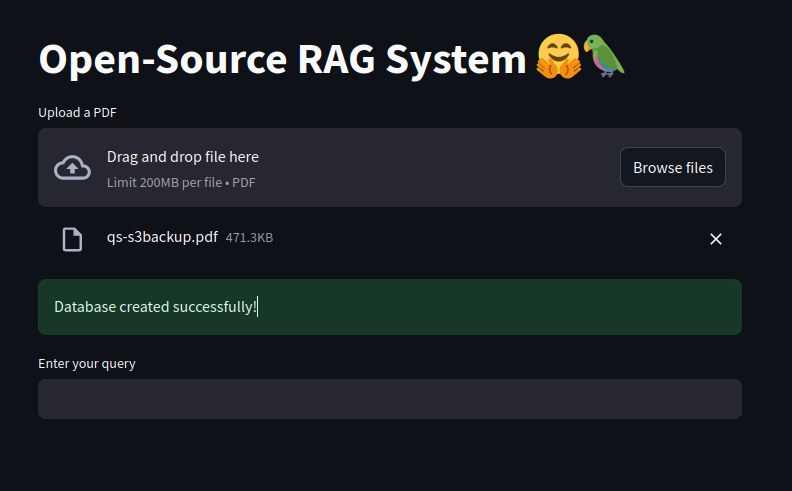 Open-Source RAG System 🤗🦜
Upload a PDF
Drag and drop file here
Limit 200MB per file • PDF
Browse files
qs-s3backup.pdf 471.3KB
Database created successfully!
Enter your query